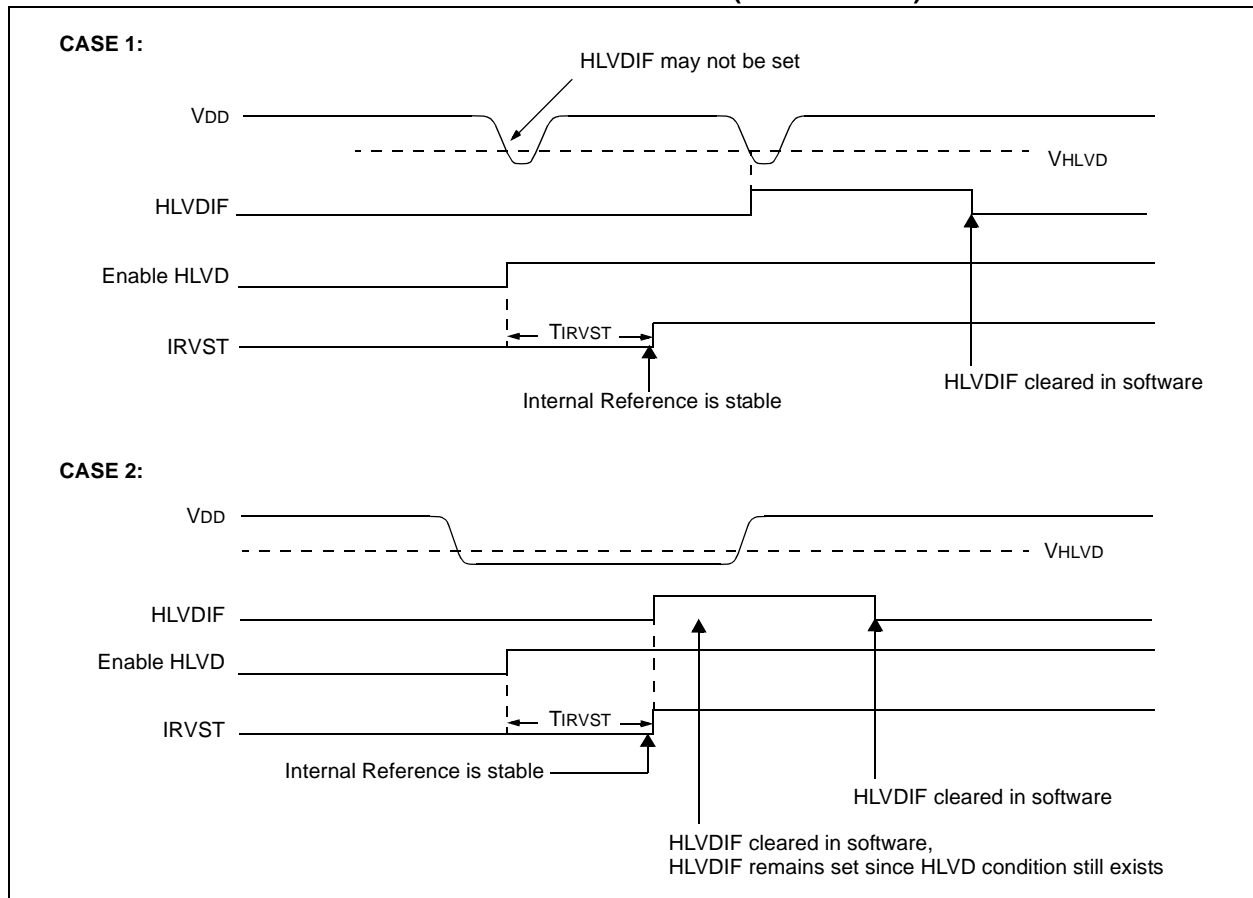 CASE 1:
HLVDIF may not be set
VDD
VHLVD
HLVDIF
Enable HLVD
TIRVST
IRVST
HLVDIF cleared in software
Internal Reference is stable
CASE 2:
VDD
VHLVD
HLVDIF
Enable HLVD
TIRVST
IRVST
Internal Reference is stable
HLVDIF cleared in software
HLVDIF cleared in software,
HLVDIF remains set since HLVD condition still exists